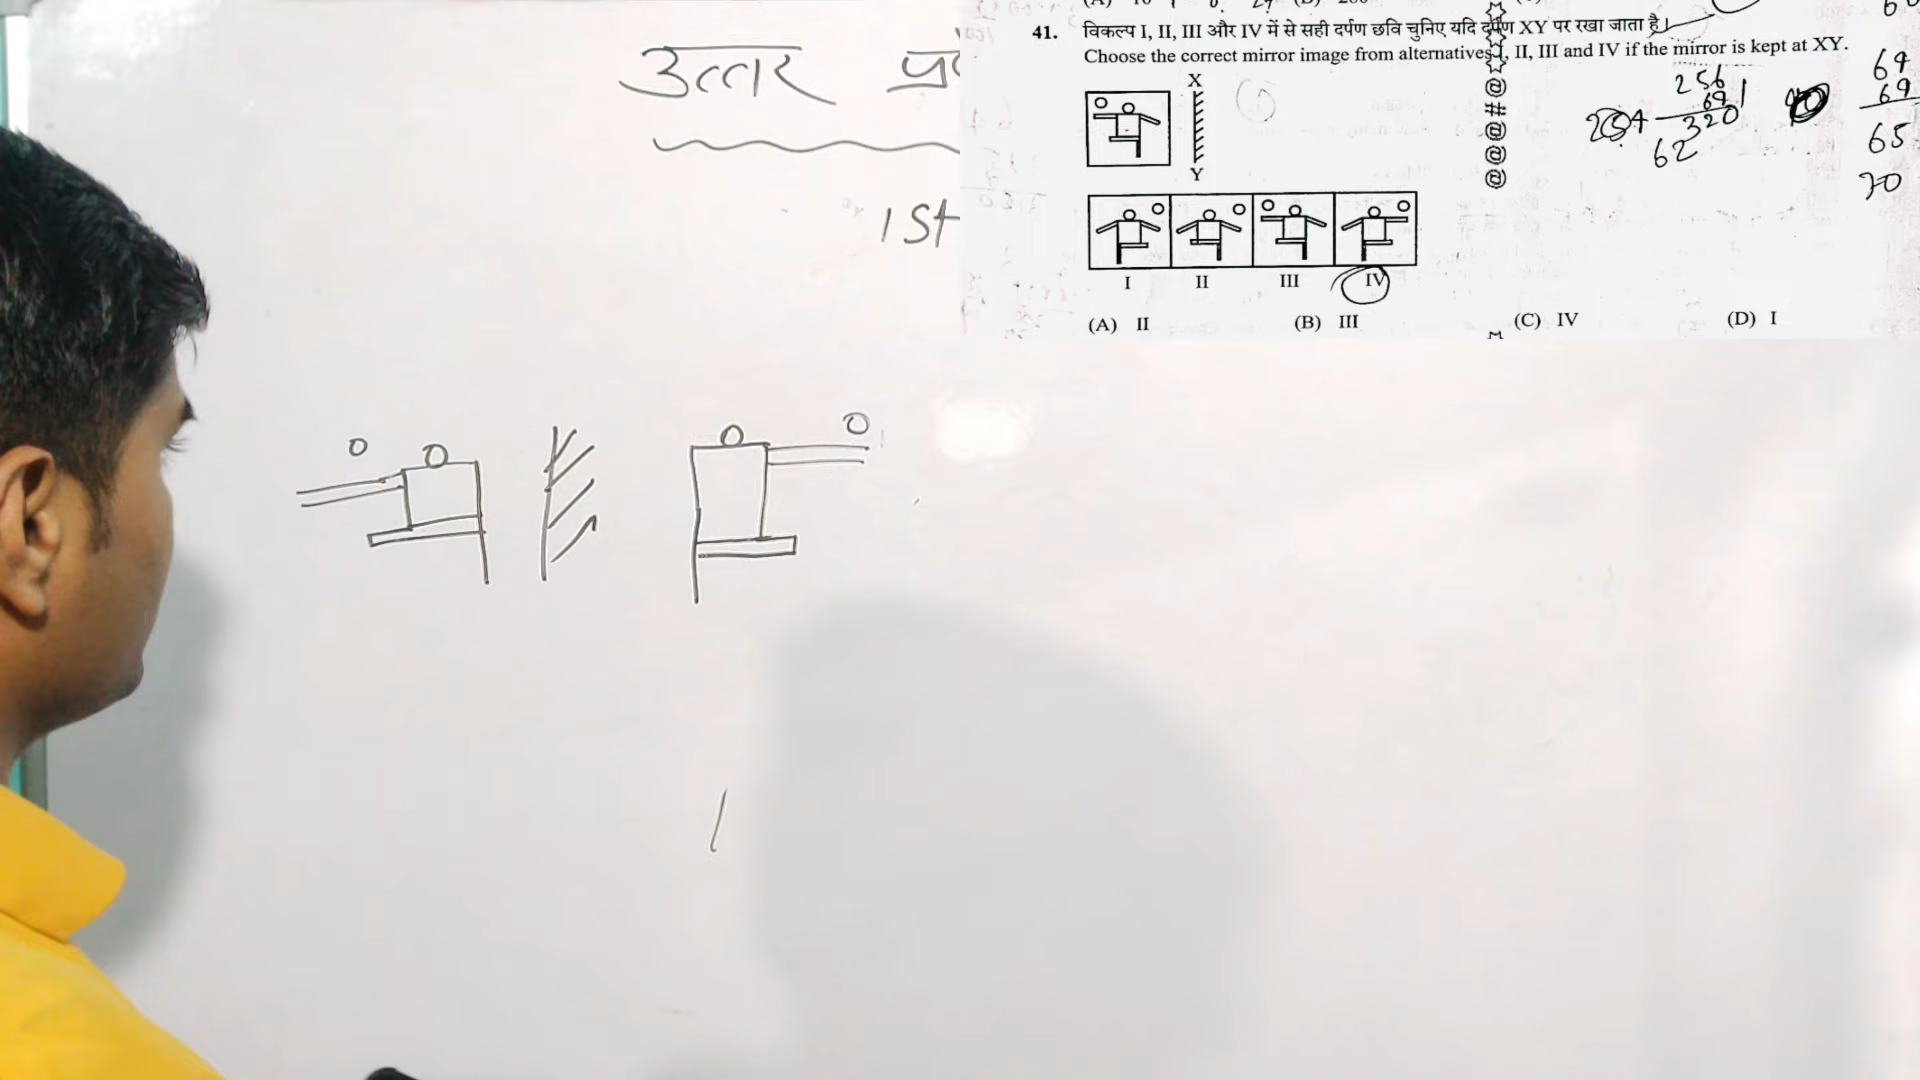 उत्तर
1st
41. विकल्प I, II, III और IV में से सही दर्पण छवि चुनिए यदि दर्पण XY पर रखा जाता है।
Choose the correct mirror image from alternatives I, II, III and IV if the mirror is kept at XY.
X
Y
I II III IV
(A) II (B) III (C) IV (D) I
@
#
@
@
@
256
64
320
62
64
69
65
70